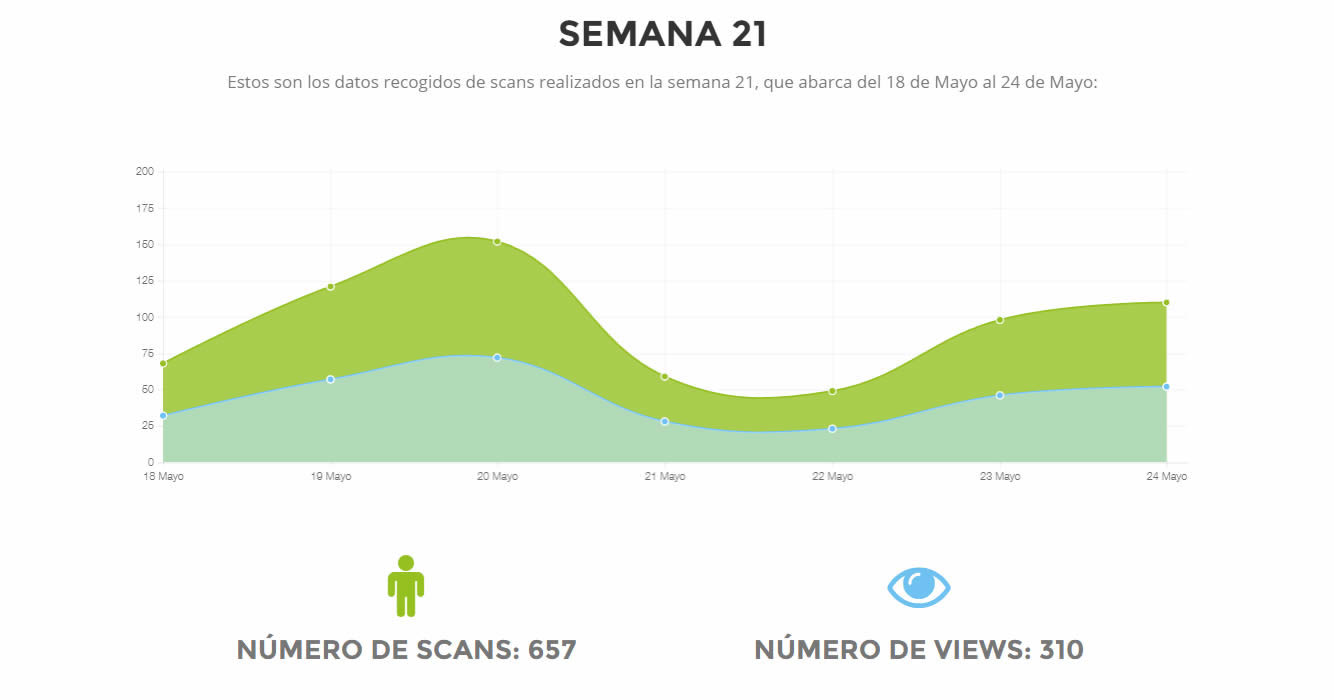 SEMANA 21
Estos son los datos recogidos de scans realizados en la semana 21, que abarca del 18 de Mayo al 24 de Mayo:
200
175
150
125
100
75
50
25
0
18 Mayo 19 Mayo 20 Mayo 21 Mayo 22 Mayo 23 Mayo 24 Mayo
NÚMERO DE SCANS: 657 NÚMERO DE VIEWS: 310